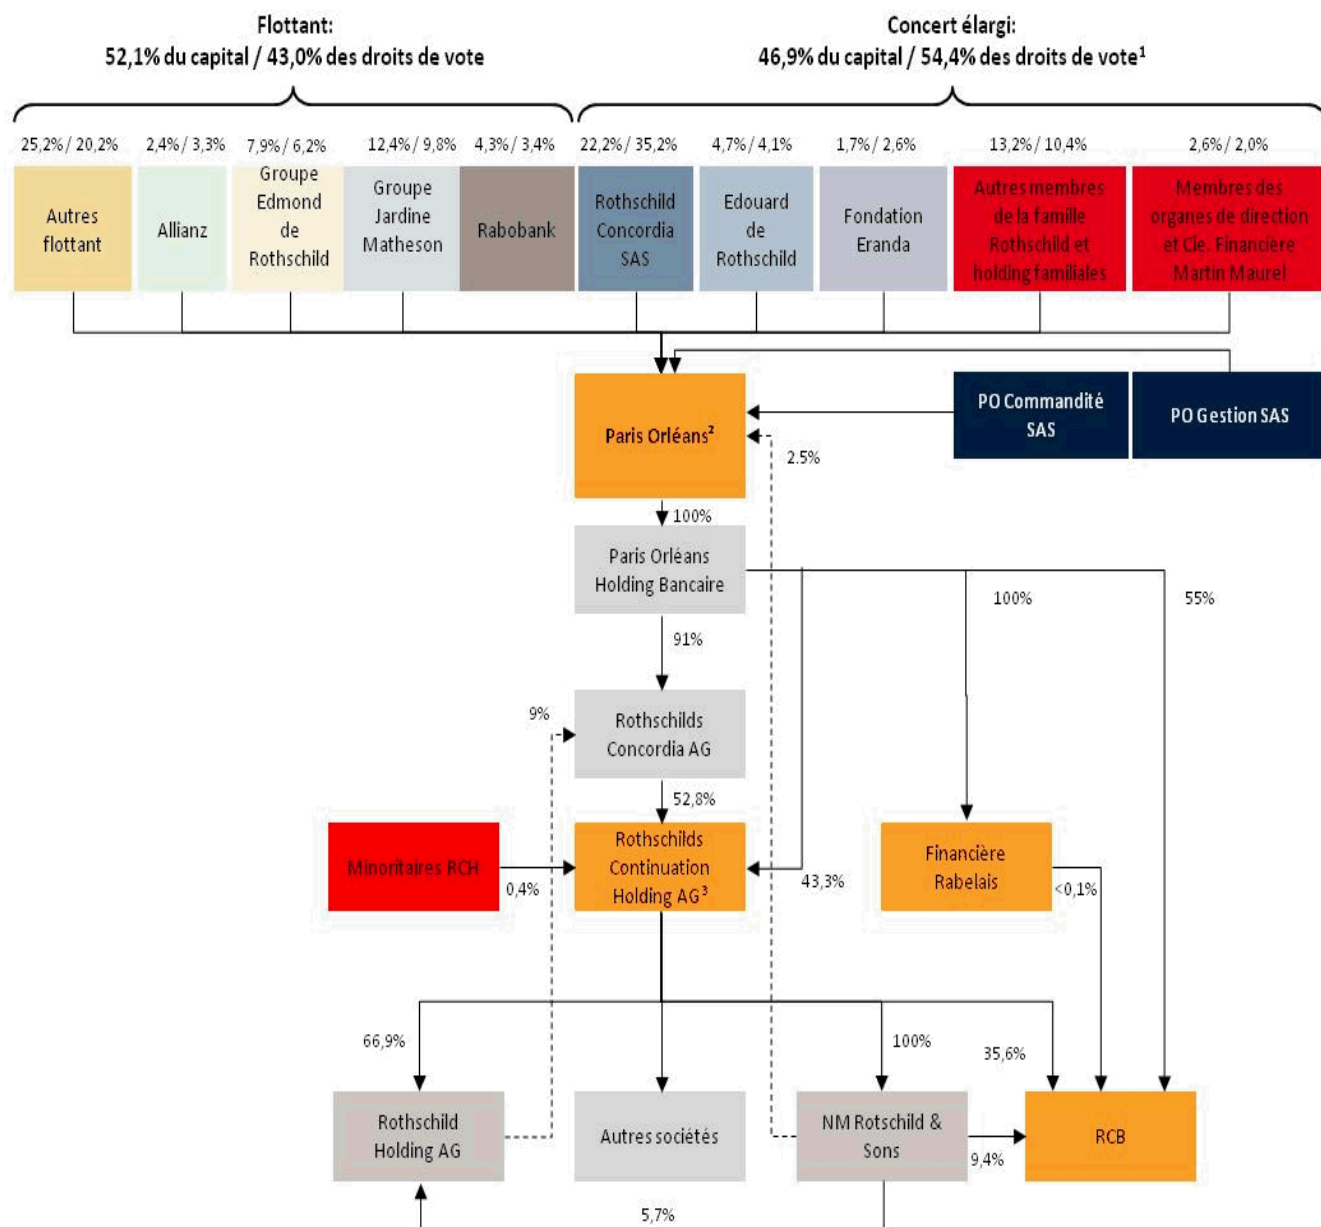 Flottant:
52,1% du capital / 43,0% des droits de vote
Concert élargi:
46,9% du capital / 54,4% des droits de vote¹
25,2% / 20,2%
2,4% / 3,3%
7,9% / 6,2%
12,4% / 9,8%
4,3% / 3,4%
22,2% / 35,2%
4,7% / 4,1%
1,7% / 2,6%
13,2% / 10,4%
2,6% / 2,0%
Autres
flottant
Allianz
Groupe
Edmond
de
Rothschild
Groupe
Jardine
Matheson
Rabobank
Rothschild
Concordia
SAS
Edouard
de
Rothschild
Fondation
Eranda
Autres membres
de la famille
Rothschild et
holding familiales
Membres des
organes de direction
et Cie. Financière
Martin Maurel
Paris Orléans²
PO Commandité
SAS
PO Gestion SAS
2.5%
100%
Paris Orléans
Holding Bancaire
100%
55%
91%
9%
Rothschilds
Concordia AG
52,8%
Minoritaires RCH
0,4%
Rothschilds
Continuation
Holding AG³
43,3%
Financière
Rabelais
<0,1%
66,9%
100%
35,6%
Rothschild
Holding AG
Autres sociétés
NM Rotschild &
Sons
9,4%
RCB
5,7%